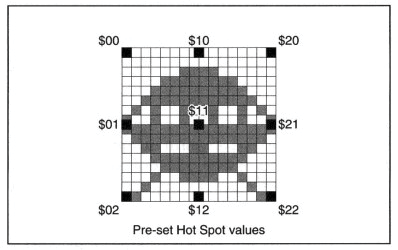 $00 $10 $20
$11
$01 $21
$02 $12 $22
Pre-set Hot Spot values